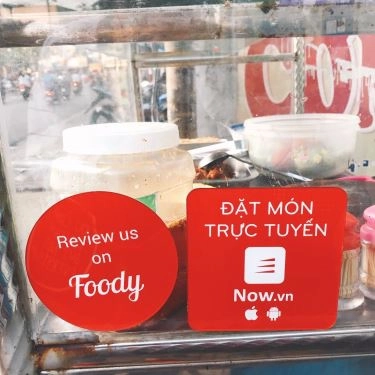 Review us
on
Foody
ĐẶT MÓN
TRỰC TUYẾN
Now.vn